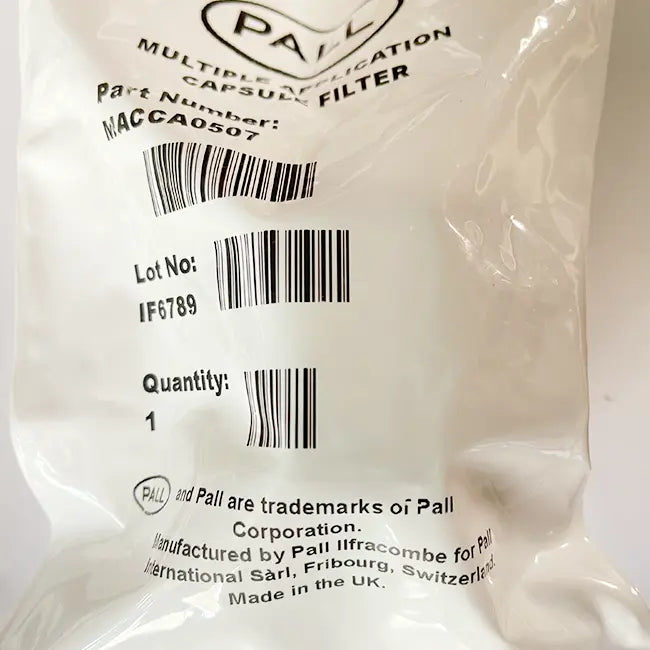 PALL
MULTIPLE APPLICATION
CAPSULE FILTER
Part Number:
MACCA0507
Lot No:
IF6789
Quantity:
1
PALL and Pall are trademarks of Pall
Corporation.
Manufactured by Pall Ilfracombe for Pall
International Sàrl, Fribourg, Switzerland.
Made in the UK.